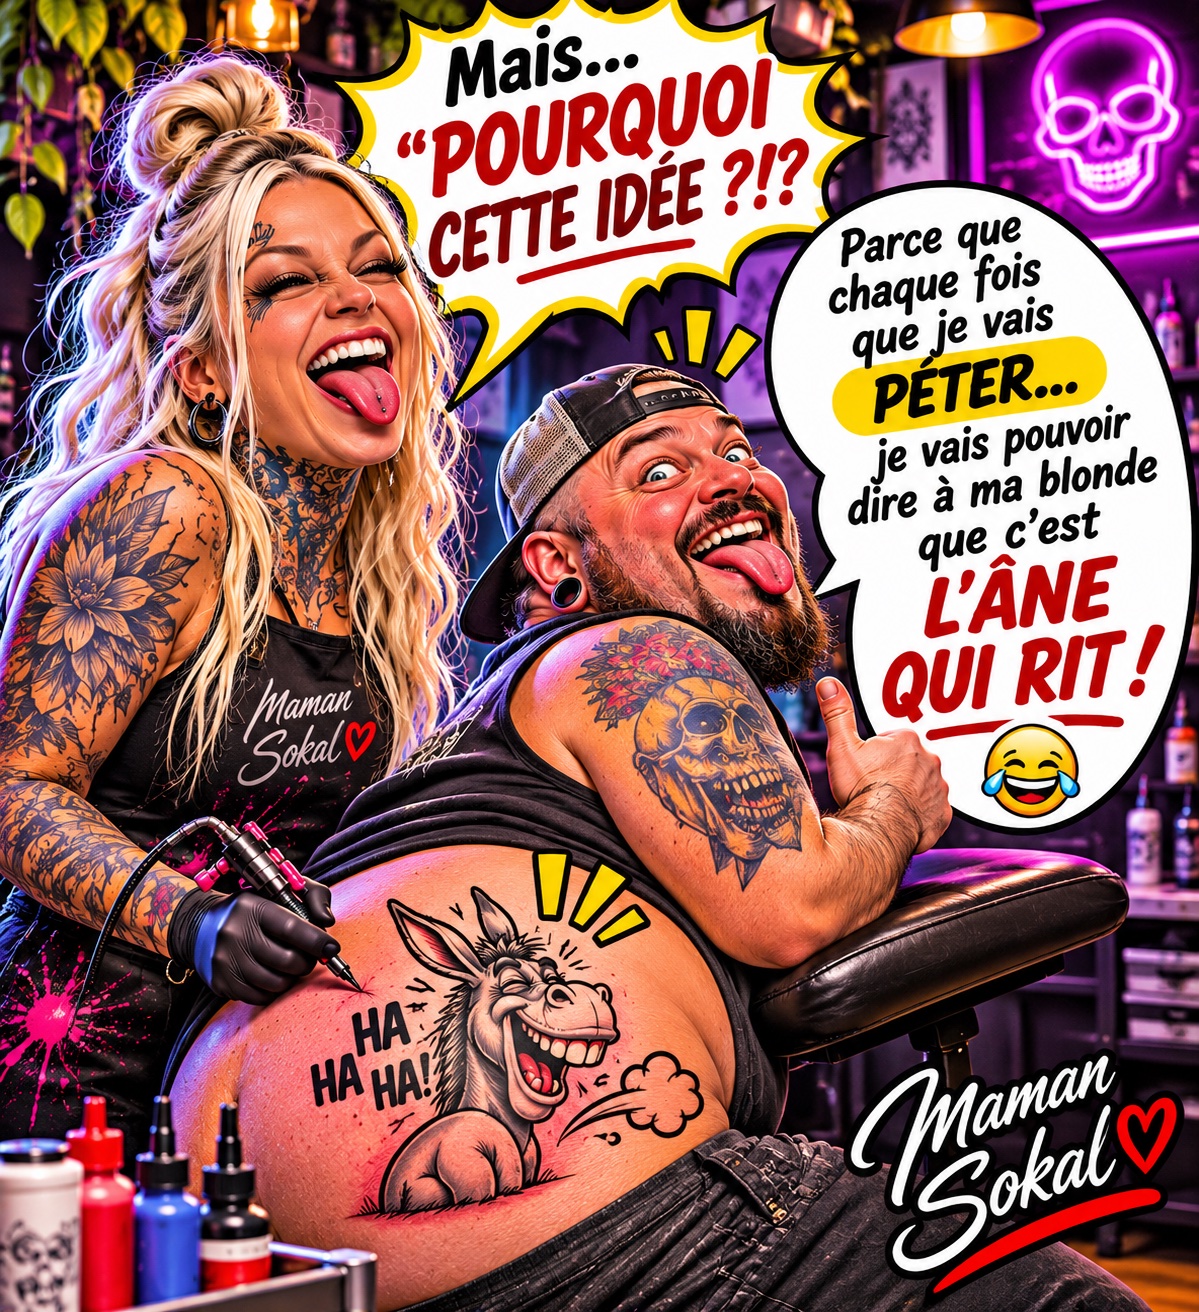 Mais...
“POURQUOI
CETTE IDÉE ?!?
Parce que
chaque fois
que je vais
PÉTER...
je vais pouvoir
dire à ma blonde
que c’est
L’ÂNE
QUI RIT !
Maman
Sokal
HA
HA HA!
Maman
Sokal